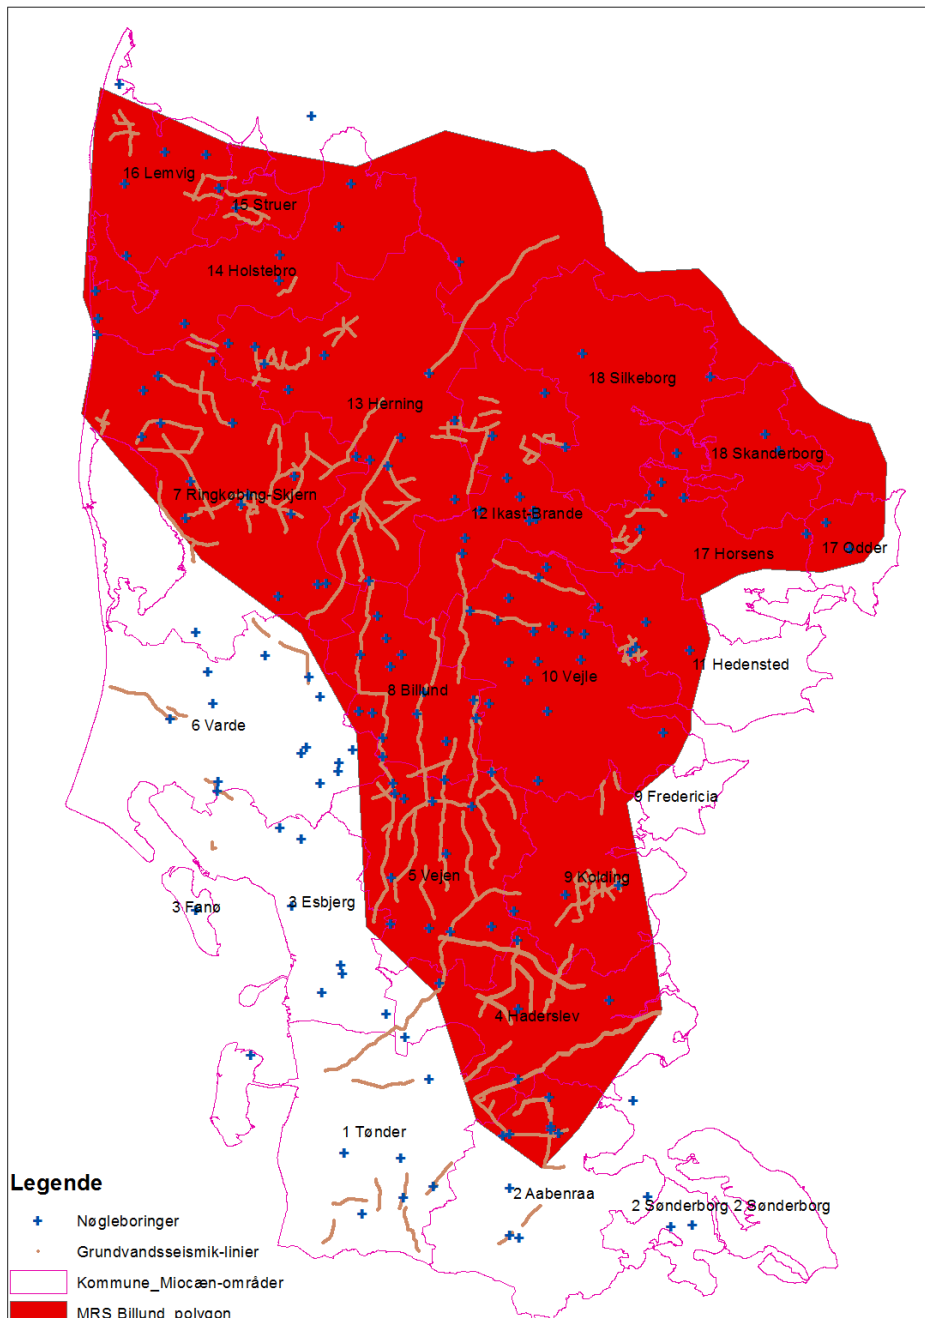 16 Lemvig
15 Struer
14 Holstebro
18 Silkeborg
13 Herning
18 Skanderborg
7 Ringkøbing-Skjern
12 Ikast-Brande
17 Horsens
17 Odder
11 Hedensted
10 Vejle
8 Billund
6 Varde
9 Fredericia
5 Vejen
9 Kolding
3 Fanø
3 Esbjerg
4 Haderslev
1 Tønder
2 Aabenraa
2 Sønderborg
2 Sønderborg
Legende
Nøgleboringer
Grundvandsseismik-linier
Kommune_Miocæn-områder
MRS Billund_polygon